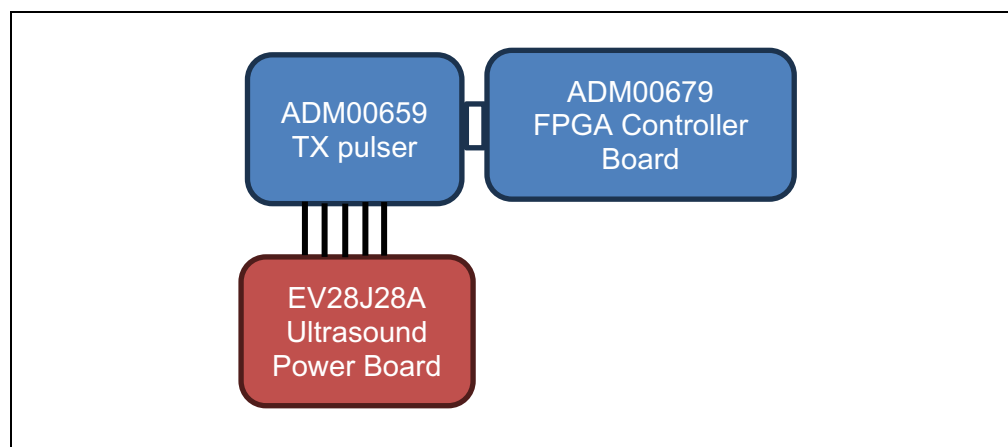 ADM00659
TX pulser
ADM00679
FPGA Controller
Board
EV28J28A
Ultrasound
Power Board